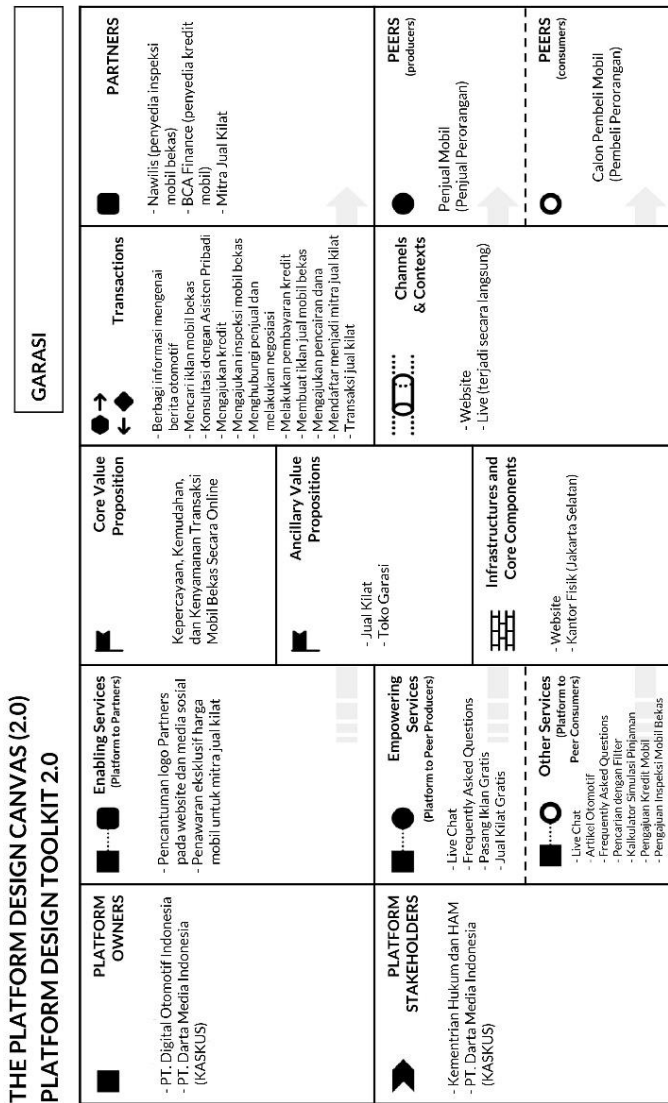 THE PLATFORM DESIGN CANVAS (2.0)
PLATFORM DESIGN TOOLKIT 2.0
GARASI
PLATFORM
OWNERS
- PT. Digital Otomotif Indonesia
- PT. Darta Media Indonesia
(KASKUS)
PLATFORM
STAKEHOLDERS
- Kementrian Hukum dan HAM
- PT. Darta Media Indonesia
(KASKUS)
Enabling Services
(Platform to Partners)
- Pencantuman logo Partners
pada website dan media sosial
- Penawaran eksklusif harga
mobil untuk mitra jual kilat
Empowering
Services
(Platform to Peer Producers)
- Live Chat
- Frequently Asked Questions
- Pasang Iklan Gratis
- Jual Kilat Gratis
Other Services
(Platform to
Peer Consumers)
- Live Chat
- Artikel Otomotif
- Frequently Asked Questions
- Pencarian dengan Filter
- Kalkulator Simulasi Pinjaman
- Pengajuan Kredit Mobil
- Pengajuan Inspeksi Mobil Bekas
Core Value
Proposition
Kepercayaan, Kemudahan,
dan Kenyamanan Transaksi
Mobil Bekas Secara Online
Ancillary Value
Propositions
- Jual Kilat
- Toko Garasi
Infrastructures and
Core Components
- Website
- Kantor Fisik (Jakarta Selatan)
Transactions
- Berbagi informasi mengenai
berita otomotif
- Mencari iklan mobil bekas
- Konsultasi dengan Asisten Pribadi
- Mengajukan kredit
- Mengajukan inspeksi mobil bekas
- Menghubungi penjual dan
melakukan negosiasi
- Melakukan pembayaran kredit
- Membuat iklan jual mobil bekas
- Mengajukan pencairan dana
- Mendaftar menjadi mitra jual kilat
- Transaksi jual kilat
Channels
& Contexts
- Website
- Live (terjadi secara langsung)
PARTNERS
- Nawilis (penyedia inspeksi
mobil bekas)
- BCA Finance (penyedia kredit
mobil)
- Mitra Jual Kilat
PEERS
(producers)
Penjual Mobil
(Penjual Perorangan)
PEERS
(consumers)
Calon Pembeli Mobil
(Pembeli Perorangan)